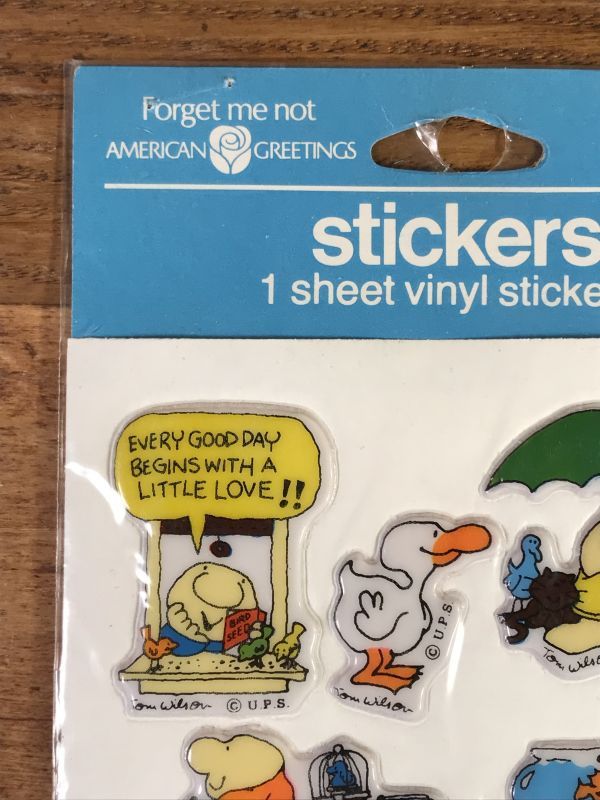 Forget me not
AMERICAN GREETINGS
stickers
1 sheet vinyl sticke
EVERY GOOD DAY
BEGINS WITH A
LITTLE LOVE!!
BIRD
SEED
Tom Wilson © U.P.S.
Tom Wilson
© U.P.S.
Tom Wils